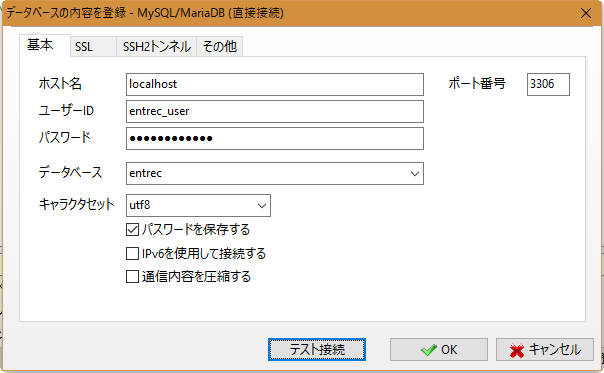 データベースの内容を登録 - MySQL/MariaDB (直接接続)
基本 SSL SSH2トンネル その他
ホスト名 localhost ポート番号 3306
ユーザーID entrec_user
パスワード ●●●●●●●●●●●●
データベース entrec
キャラクタセット utf8
パスワードを保存する
IPv6を使用して接続する
通信内容を圧縮する
テスト接続 OK キャンセル